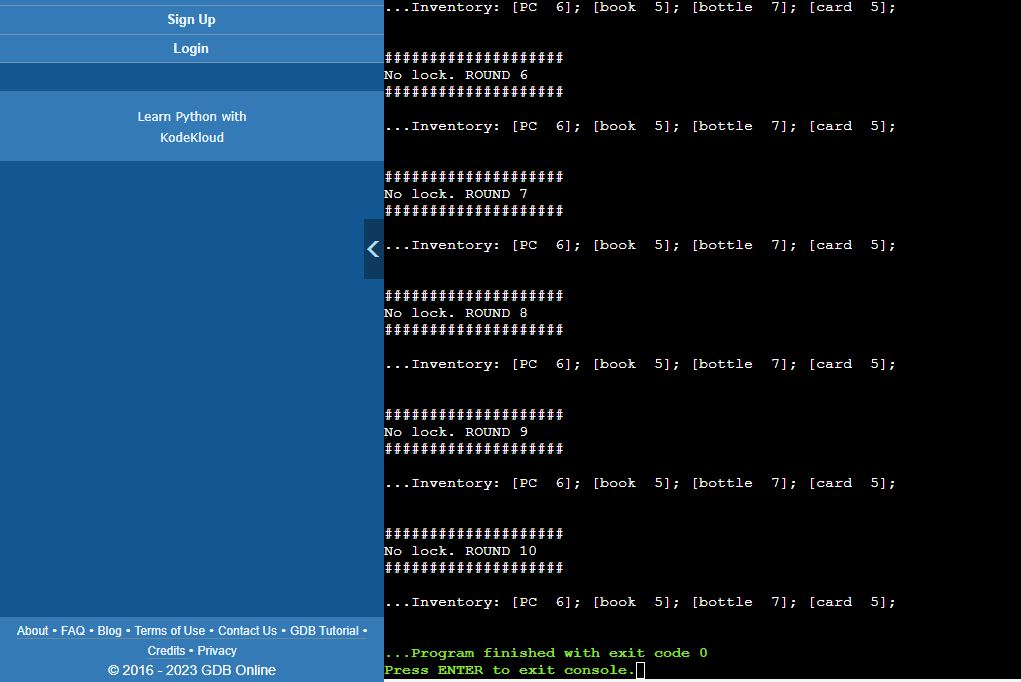 Sign Up
Login
Learn Python with
KodeKloud
About • FAQ • Blog • Terms of Use • Contact Us • GDB Tutorial •
Credits • Privacy
© 2016 - 2023 GDB Online
...Inventory: [PC  6]; [book  5]; [bottle  7]; [card  5];
####################
No lock. ROUND 6
####################
...Inventory: [PC  6]; [book  5]; [bottle  7]; [card  5];
####################
No lock. ROUND 7
####################
...Inventory: [PC  6]; [book  5]; [bottle  7]; [card  5];
####################
No lock. ROUND 8
####################
...Inventory: [PC  6]; [book  5]; [bottle  7]; [card  5];
####################
No lock. ROUND 9
####################
...Inventory: [PC  6]; [book  5]; [bottle  7]; [card  5];
####################
No lock. ROUND 10
####################
...Inventory: [PC  6]; [book  5]; [bottle  7]; [card  5];
...Program finished with exit code 0
Press ENTER to exit console.